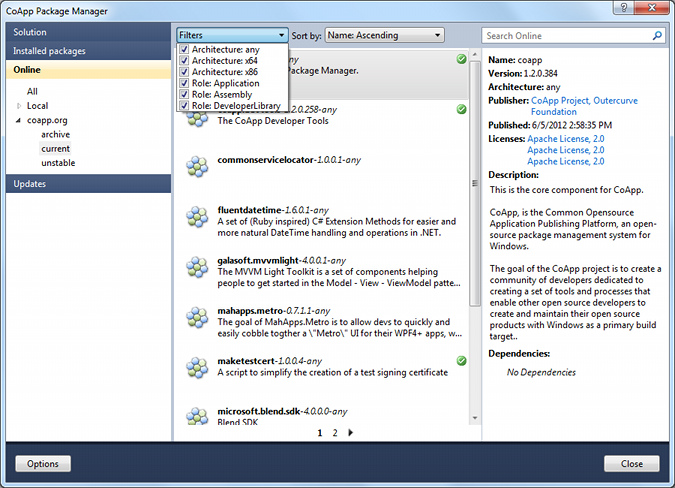 CoApp Package Manager
Solution
Installed packages
Online
All
Local
coapp.org
archive
current
unstable
Updates
Filters
Sort by:
Name: Ascending
Architecture: any
Architecture: x64
Architecture: x86
Role: Application
Role: Assembly
Role: DeveloperLibrary
-any
Package Manager.
.2.0.258-any
The CoApp Developer Tools
commonservicelocator-1.0.0.1-any
fluentdatetime-1.6.0.1-any
A set of (Ruby inspired) C# Extension Methods for easier and
more natural DateTime handling and operations in .NET.
galasoft.mvvmlight-4.0.0.1-any
The MVVM Light Toolkit is a set of components helping
people to get started in the Model - View - ViewModel patte...
mahapps.metro-0.7.1.1-any
The goal of MahApps.Metro is to allow devs to quickly and
easily cobble togther a \"Metro\" UI for their WPF4+ apps, w...
maketestcert-1.0.0.4-any
A script to simplify the creation of a test signing certificate
microsoft.blend.sdk-4.0.0.0-any
Blend SDK
1 2
Search Online
Name: coapp
Version: 1.2.0.384
Architecture: any
Publisher: CoApp Project, Outercurve
Foundation
Published: 6/5/2012 2:58:35 PM
Licenses: Apache License, 2.0
Apache License, 2.0
Apache License, 2.0
Description:
This is the core component for CoApp.
CoApp, is the Common Opensource
Application Publishing Platform, an open-
source package management system for
Windows.
The goal of the CoApp project is to create a
community of developers dedicated to
creating a set of tools and processes that
enable other open source developers to
create and maintain their open source
products with Windows as a primary build
target..
Dependencies:
No Dependencies
Options
Close